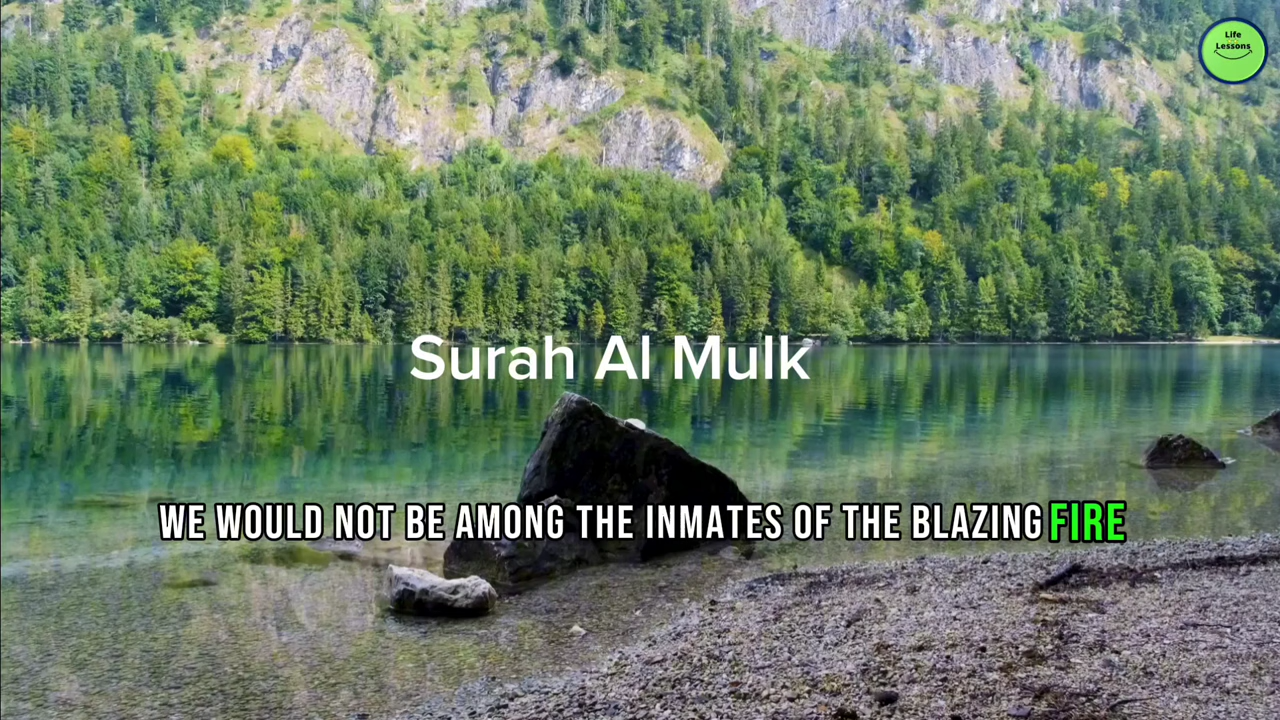 Life
Lessons
Surah Al Mulk
WE WOULD NOT BE AMONG THE INMATES OF THE BLAZING FIRE